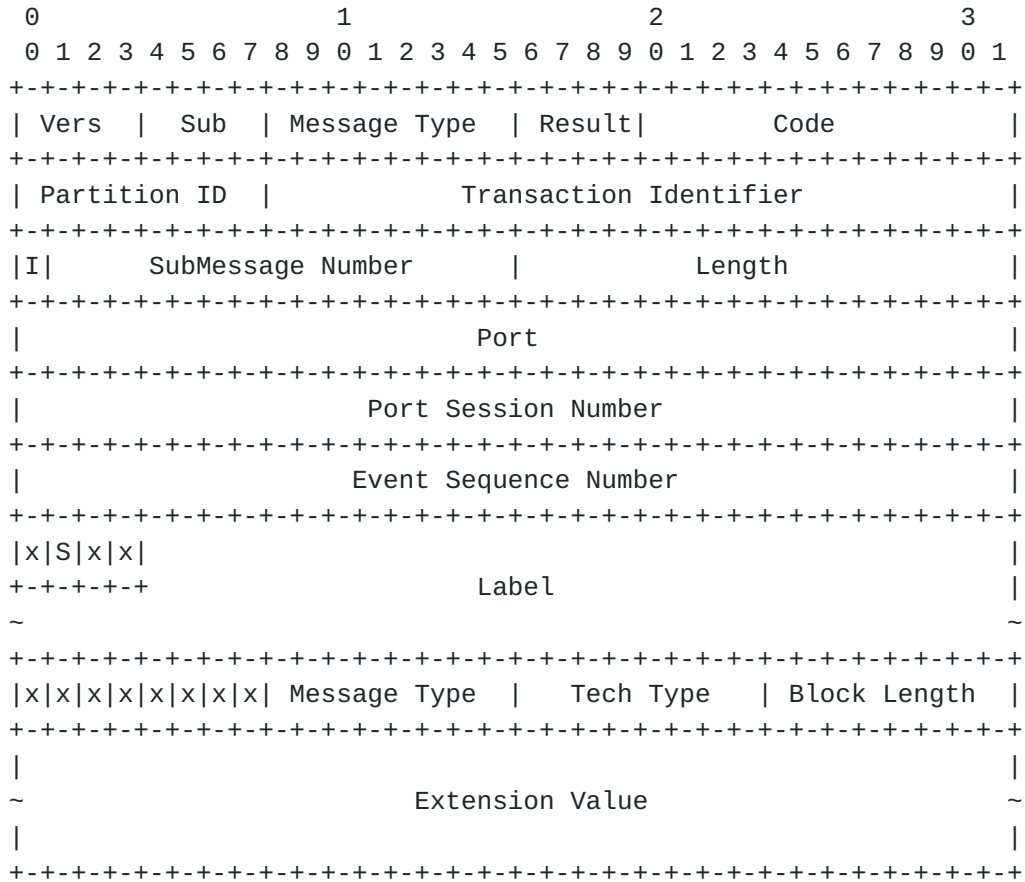 0                   1                   2                   3
 0 1 2 3 4 5 6 7 8 9 0 1 2 3 4 5 6 7 8 9 0 1 2 3 4 5 6 7 8 9 0 1
+-+-+-+-+-+-+-+-+-+-+-+-+-+-+-+-+-+-+-+-+-+-+-+-+-+-+-+-+-+-+-+-+
| Vers  |  Sub  | Message Type  | Result|        Code           |
+-+-+-+-+-+-+-+-+-+-+-+-+-+-+-+-+-+-+-+-+-+-+-+-+-+-+-+-+-+-+-+-+
| Partition ID  |            Transaction Identifier             |
+-+-+-+-+-+-+-+-+-+-+-+-+-+-+-+-+-+-+-+-+-+-+-+-+-+-+-+-+-+-+-+-+
|I|      SubMessage Number      |           Length              |
+-+-+-+-+-+-+-+-+-+-+-+-+-+-+-+-+-+-+-+-+-+-+-+-+-+-+-+-+-+-+-+-+
|                             Port                              |
+-+-+-+-+-+-+-+-+-+-+-+-+-+-+-+-+-+-+-+-+-+-+-+-+-+-+-+-+-+-+-+-+
|                      Port Session Number                      |
+-+-+-+-+-+-+-+-+-+-+-+-+-+-+-+-+-+-+-+-+-+-+-+-+-+-+-+-+-+-+-+-+
|                     Event Sequence Number                     |
+-+-+-+-+-+-+-+-+-+-+-+-+-+-+-+-+-+-+-+-+-+-+-+-+-+-+-+-+-+-+-+-+
|x|S|x|x|                                                       |
+-+-+-+-+                     Label                             |
~                                                               ~
+-+-+-+-+-+-+-+-+-+-+-+-+-+-+-+-+-+-+-+-+-+-+-+-+-+-+-+-+-+-+-+-+
|x|x|x|x|x|x|x|x| Message Type  |   Tech Type   | Block Length  |
+-+-+-+-+-+-+-+-+-+-+-+-+-+-+-+-+-+-+-+-+-+-+-+-+-+-+-+-+-+-+-+-+
|                                                               |
~                         Extension Value                       ~
|                                                               |
+-+-+-+-+-+-+-+-+-+-+-+-+-+-+-+-+-+-+-+-+-+-+-+-+-+-+-+-+-+-+-+-+